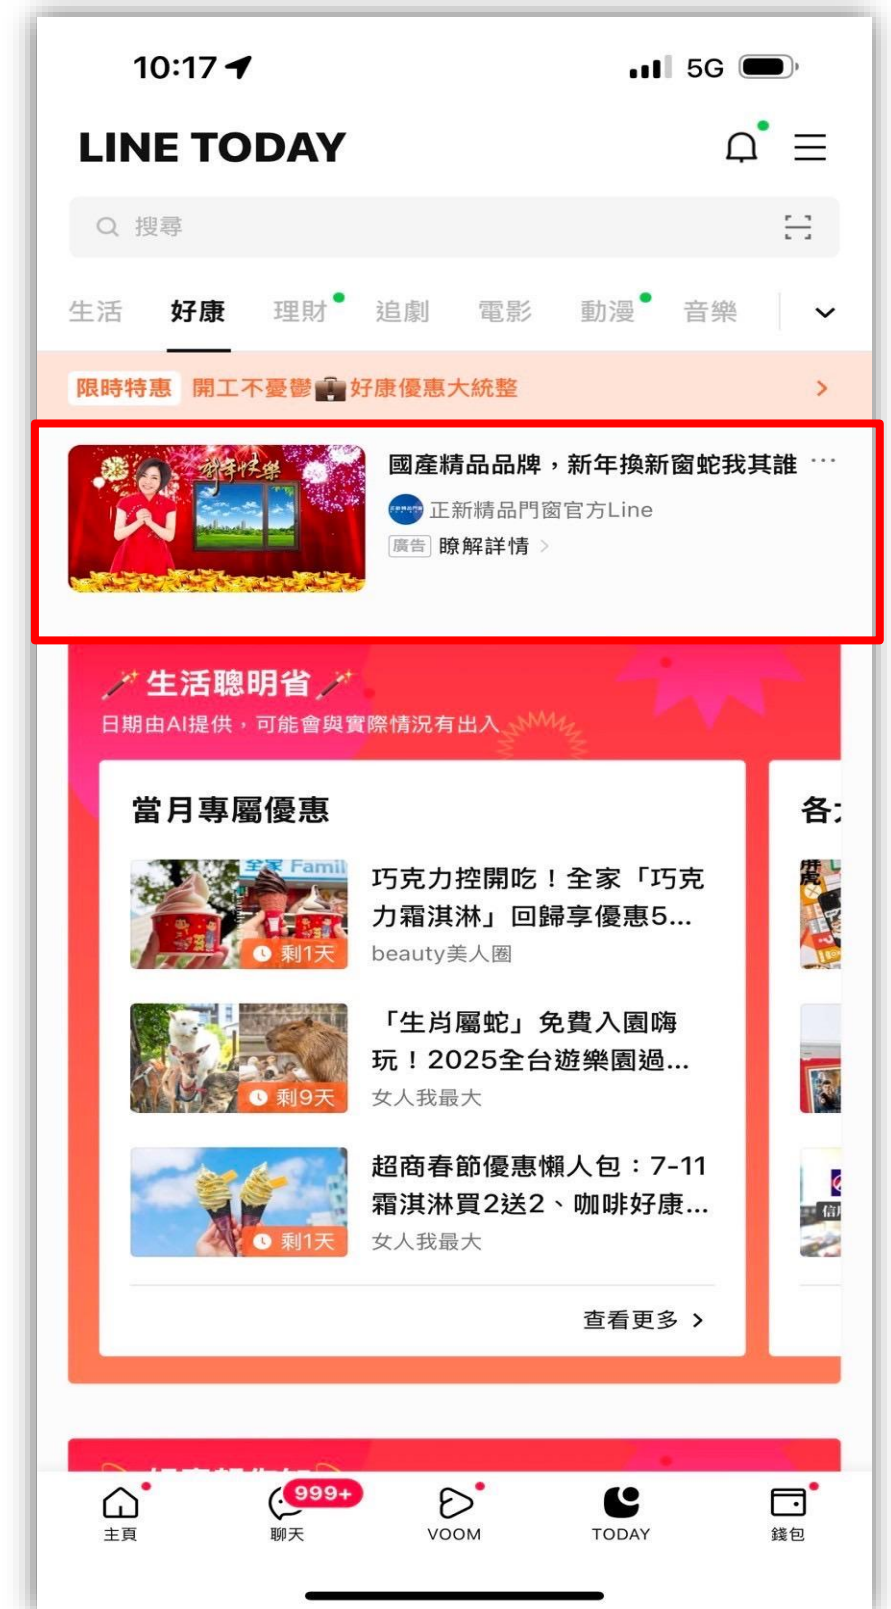 10:17
5G
LINE TODAY
搜尋
生活 好康 理財 追劇 電影 動漫 音樂
限時特惠 開工不憂鬱 好康優惠大統整
新年快樂
國產精品品牌，新年換新窗蛇我其誰
正新精品門窗官方Line
廣告 瞭解詳情
生活聰明省
日期由AI提供，可能會與實際情況有出入
當月專屬優惠
各
全家 Famil
巧克力控開吃！全家「巧克
力霜淇淋」回歸享優惠5...
剩1天
beauty美人圈
「生肖屬蛇」免費入園嗨
玩！2025全台遊樂園過...
剩9天
女人我最大
超商春節優惠懶人包：7-11
霜淇淋買2送2、咖啡好康...
剩1天
女人我最大
查看更多
999+
主頁 聊天 VOOM TODAY 錢包